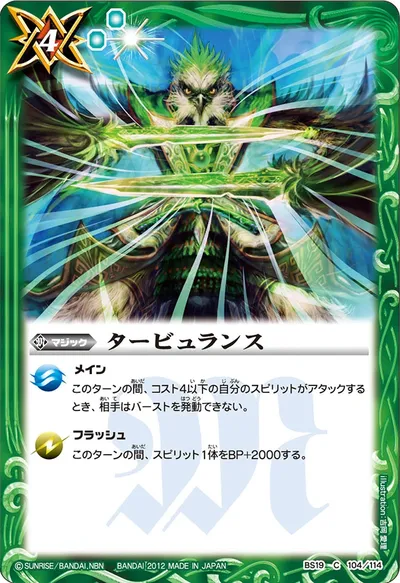 4
マジック
タービュランス
メイン
このターンの間、コスト4以下の自分のスピリットがアタックする
とき、相手はバーストを発動できない。
フラッシュ
このターンの間、スピリット1体をBP+2000する。
illustration:吉岡愛理
©SUNRISE/BANDAI,NBN BANDAI 2012 MADE IN JAPAN BS19 C 104/114